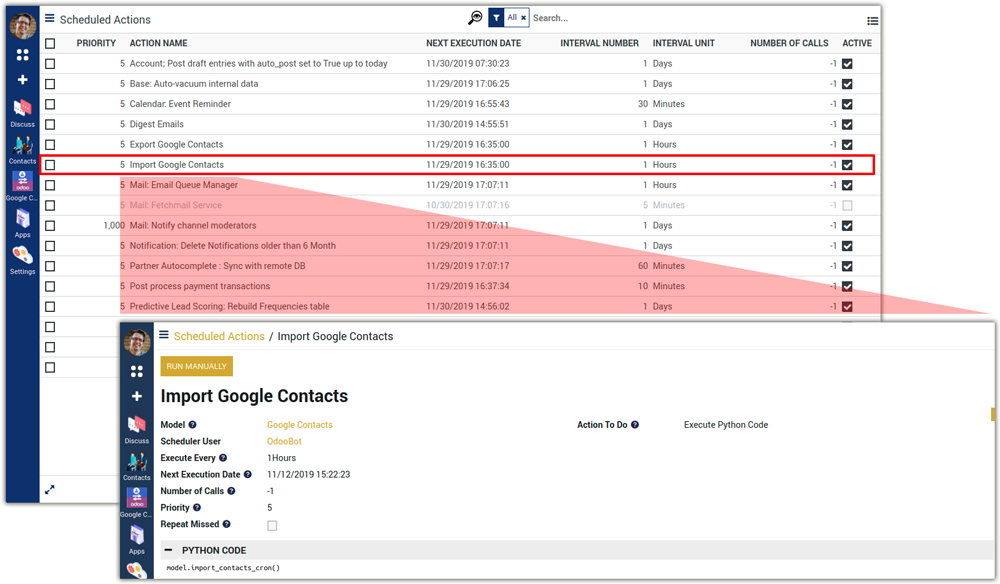 Scheduled Actions
All ×
Search...
PRIORITY ACTION NAME NEXT EXECUTION DATE INTERVAL NUMBER INTERVAL UNIT NUMBER OF CALLS ACTIVE
5 Account; Post draft entries with auto_post set to True up to today 11/30/2019 07:30:23 1 Days -1
5 Base: Auto-vacuum internal data 11/29/2019 17:06:25 1 Days -1
5 Calendar: Event Reminder 11/29/2019 16:55:43 30 Minutes -1
5 Digest Emails 11/30/2019 14:55:51 1 Days -1
5 Export Google Contacts 11/29/2019 16:35:00 1 Hours -1
5 Import Google Contacts 11/29/2019 16:35:00 1 Hours -1
5 Mail: Email Queue Manager 11/29/2019 17:07:11 1 Hours -1
5 Mail: Fetchmail Service 10/30/2019 17:07:16 5 Minutes -1
1,000 Mail: Notify channel moderators 11/29/2019 17:07:11 1 Days -1
5 Notification: Delete Notifications older than 6 Month 11/29/2019 17:07:11 1 Days -1
5 Partner Autocomplete : Sync with remote DB 11/29/2019 17:07:17 60 Minutes -1
5 Post process payment transactions 11/29/2019 16:37:34 10 Minutes -1
5 Predictive Lead Scoring: Rebuild Frequencies table 11/30/2019 14:56:02 1 Days -1
Discuss
Contacts
odoo
Google C...
Apps
Settings
Scheduled Actions / Import Google Contacts
RUN MANUALLY
Import Google Contacts
Model Google Contacts Action To Do Execute Python Code
Scheduler User OdooBot
Execute Every 1Hours
Next Execution Date 11/12/2019 15:22:23
Number of Calls -1
Priority 5
Repeat Missed
PYTHON CODE
model.import_contacts_cron()
Discuss
Contacts
odoo
Google C...
Apps